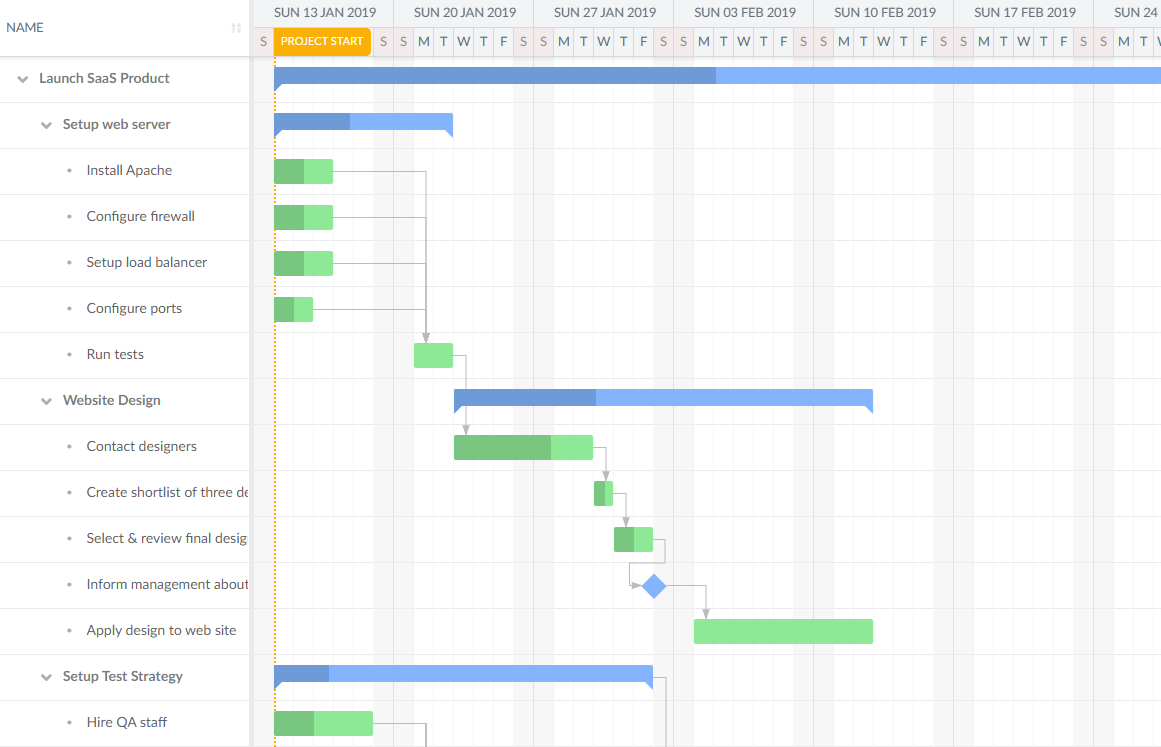 NAME
SUN 13 JAN 2019 SUN 20 JAN 2019 SUN 27 JAN 2019 SUN 03 FEB 2019 SUN 10 FEB 2019 SUN 17 FEB 2019 SUN 24
S PROJECT START S S M T W T F S S M T W T F S S M T W T F S S M T W T F S S M T W T F S S M T
Launch SaaS Product
Setup web server
Install Apache
Configure firewall
Setup load balancer
Configure ports
Run tests
Website Design
Contact designers
Create shortlist of three de
Select & review final desig
Inform management about
Apply design to web site
Setup Test Strategy
Hire QA staff